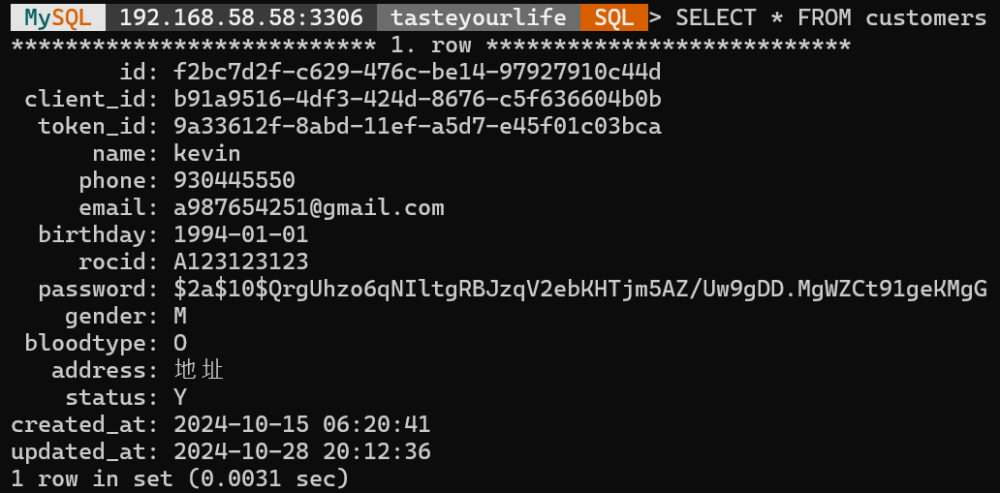 MySQL 192.168.58.58:3306 tasteyourlife SQL> SELECT * FROM customers
*************************** 1. row ***************************
id: f2bc7d2f-c629-476c-be14-97927910c44d
client_id: b91a9516-4df3-424d-8676-c5f636604b0b
token_id: 9a33612f-8abd-11ef-a5d7-e45f01c03bca
name: kevin
phone: 930445550
email: a987654251@gmail.com
birthday: 1994-01-01
rocid: A123123123
password: $2a$10$QrgUhzo6qNIltgRBJzqV2ebKHTjm5AZ/Uw9gDD.MgWZCt91geKMgG
gender: M
bloodtype: O
address: 地址
status: Y
created_at: 2024-10-15 06:20:41
updated_at: 2024-10-28 20:12:36
1 row in set (0.0031 sec)